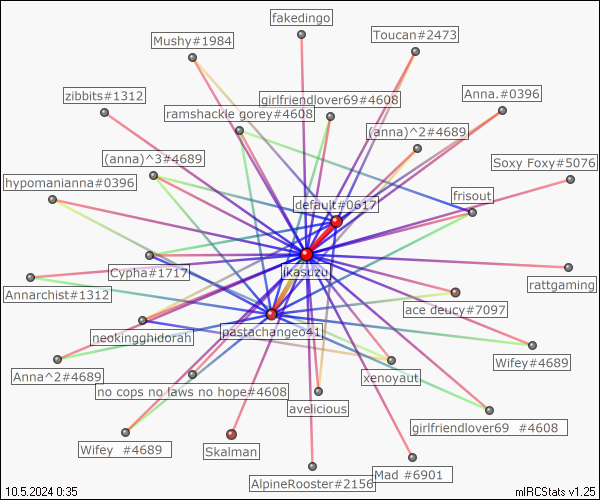 fakedingo
Mushy#1984
Toucan#2473
zibbits#1312
girlfriendlover69#4608
Anna.#0396
ramshackle gorey#4608
(anna)^2#4689
(anna)^3#4689
Soxy Foxy#5076
hypomanianna#0396
frisout
default#0617
Cypha#1717
ikasuzu
rattgaming
Annarchist#1312
ace deucy#7097
neokingghidorah
pastachangeo41
Wifey#4689
Anna^2#4689
xenoyaut
no cops no laws no hope#4608
avelicious
girlfriendlover69 #4608
Wifey #4689
Skalman
AlpineRooster#2156
Mad #6901
10.5.2024 0:35
mIRCStats v1.25